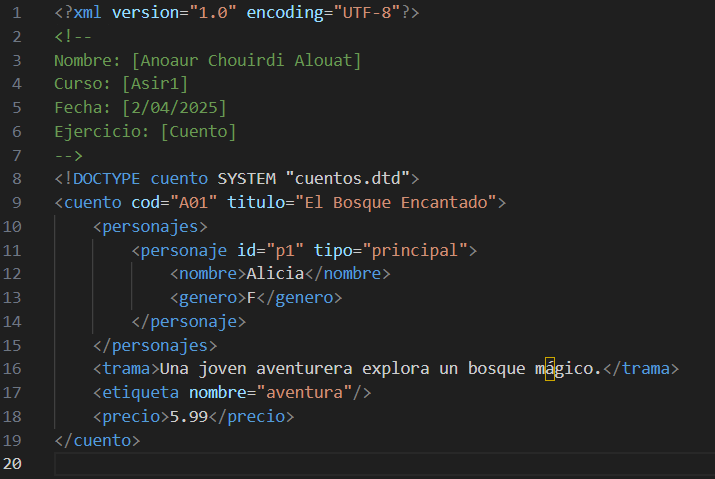 1 <?xml version="1.0" encoding="UTF-8"?>
2 <!--
3 Nombre: [Anoaur Chouirdi Alouat]
4 Curso: [Asir1]
5 Fecha: [2/04/2025]
6 Ejercicio: [Cuento]
7 -->
8 <!DOCTYPE cuento SYSTEM "cuentos.dtd">
9 <cuento cod="A01" titulo="El Bosque Encantado">
10     <personajes>
11         <personaje id="p1" tipo="principal">
12             <nombre>Alicia</nombre>
13             <genero>F</genero>
14         </personaje>
15     </personajes>
16     <trama>Una joven aventurera explora un bosque mágico.</trama>
17     <etiqueta nombre="aventura"/>
18     <precio>5.99</precio>
19 </cuento>
20